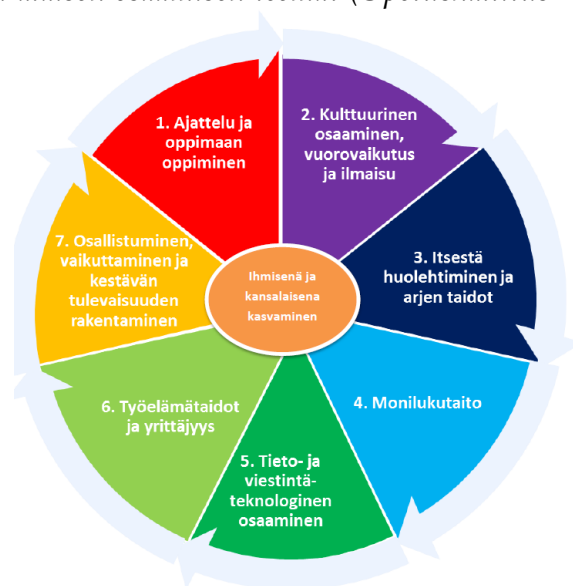 1. Ajattelu ja
oppimaan
oppiminen
2. Kulttuurinen
osaaminen,
vuorovaikutus
ja ilmaisu
3. Itsestä
huolehtiminen ja
arjen taidot
4. Monilukutaito
5. Tieto- ja
viestintä-
teknologinen
osaaminen
6. Työelämätaidot
ja yrittäjyys
7. Osallistuminen,
vaikuttaminen ja
kestävän
tulevaisuuden
rakentaminen
Ihmisenä ja
kansalaisena
kasvaminen